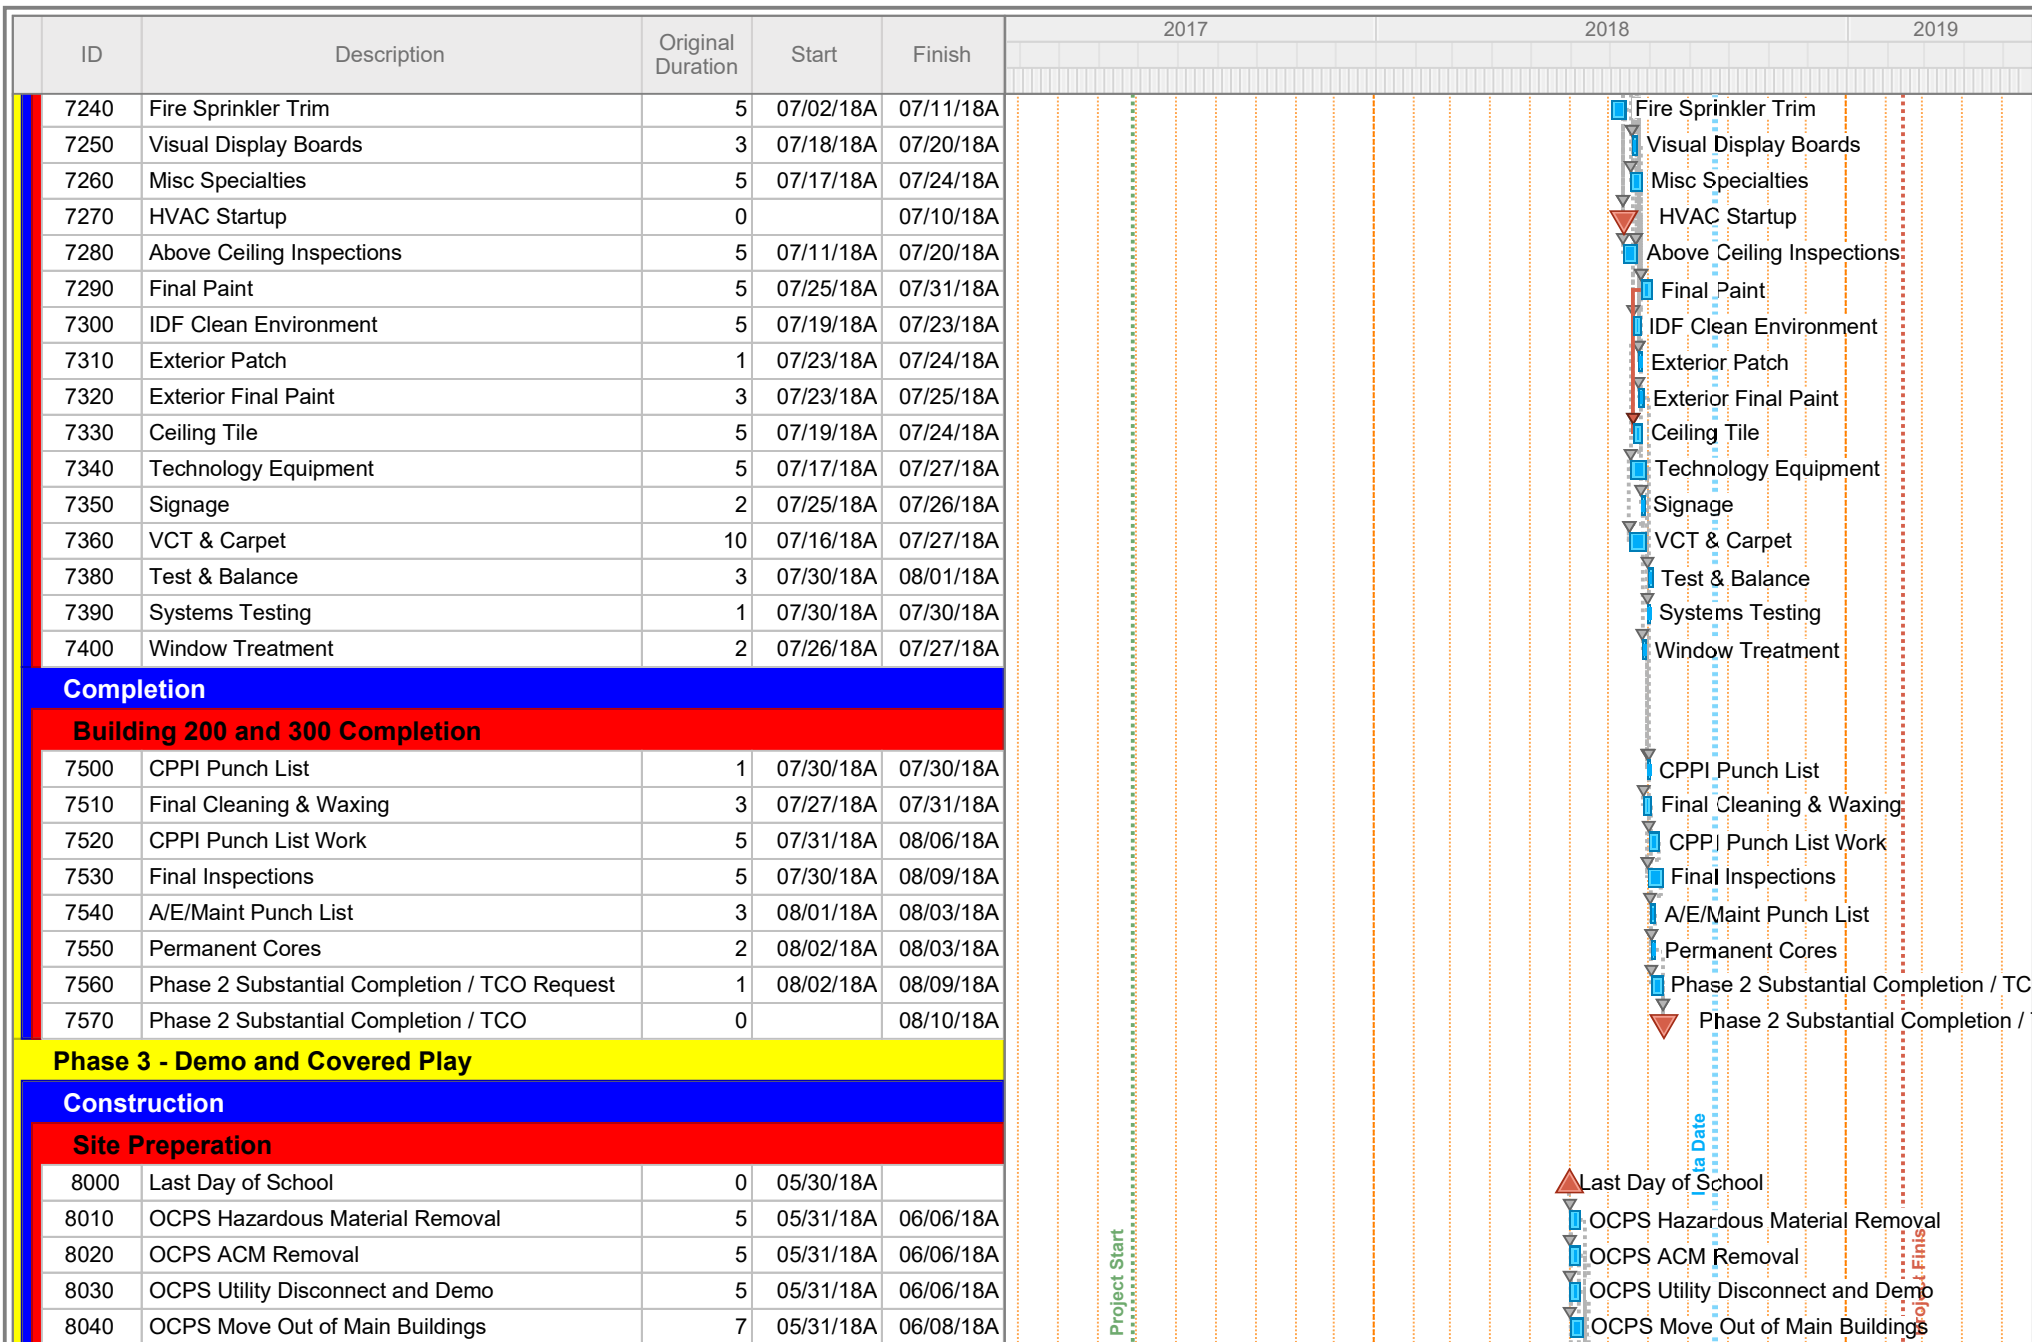 2017 2018 2019
ID Description Original Duration Start Finish
7240 Fire Sprinkler Trim 5 07/02/18A 07/11/18A Fire Sprinkler Trim
7250 Visual Display Boards 3 07/18/18A 07/20/18A Visual Display Boards
7260 Misc Specialties 5 07/17/18A 07/24/18A Misc Specialties
7270 HVAC Startup 0 07/10/18A HVAC Startup
7280 Above Ceiling Inspections 5 07/11/18A 07/20/18A Above Ceiling Inspections
7290 Final Paint 5 07/25/18A 07/31/18A Final Paint
7300 IDF Clean Environment 5 07/19/18A 07/23/18A IDF Clean Environment
7310 Exterior Patch 1 07/23/18A 07/24/18A Exterior Patch
7320 Exterior Final Paint 3 07/23/18A 07/25/18A Exterior Final Paint
7330 Ceiling Tile 5 07/19/18A 07/24/18A Ceiling Tile
7340 Technology Equipment 5 07/17/18A 07/27/18A Technology Equipment
7350 Signage 2 07/25/18A 07/26/18A Signage
7360 VCT & Carpet 10 07/16/18A 07/27/18A VCT & Carpet
7380 Test & Balance 3 07/30/18A 08/01/18A Test & Balance
7390 Systems Testing 1 07/30/18A 07/30/18A Systems Testing
7400 Window Treatment 2 07/26/18A 07/27/18A Window Treatment
Completion
Building 200 and 300 Completion
7500 CPPI Punch List 1 07/30/18A 07/30/18A CPPI Punch List
7510 Final Cleaning & Waxing 3 07/27/18A 07/31/18A Final Cleaning & Waxing
7520 CPPI Punch List Work 5 07/31/18A 08/06/18A CPPI Punch List Work
7530 Final Inspections 5 07/30/18A 08/09/18A Final Inspections
7540 A/E/Maint Punch List 3 08/01/18A 08/03/18A A/E/Maint Punch List
7550 Permanent Cores 2 08/02/18A 08/03/18A Permanent Cores
7560 Phase 2 Substantial Completion / TCO Request 1 08/02/18A 08/09/18A Phase 2 Substantial Completion / TC
7570 Phase 2 Substantial Completion / TCO 0 08/10/18A Phase 2 Substantial Completion /
Phase 3 - Demo and Covered Play
Construction
Site Preperation
8000 Last Day of School 0 05/30/18A Last Day of School
8010 OCPS Hazardous Material Removal 5 05/31/18A 06/06/18A OCPS Hazardous Material Removal
8020 OCPS ACM Removal 5 05/31/18A 06/06/18A OCPS ACM Removal
8030 OCPS Utility Disconnect and Demo 5 05/31/18A 06/06/18A OCPS Utility Disconnect and Demo
8040 OCPS Move Out of Main Buildings 7 05/31/18A 06/08/18A OCPS Move Out of Main Buildings
Project Start
ta Date